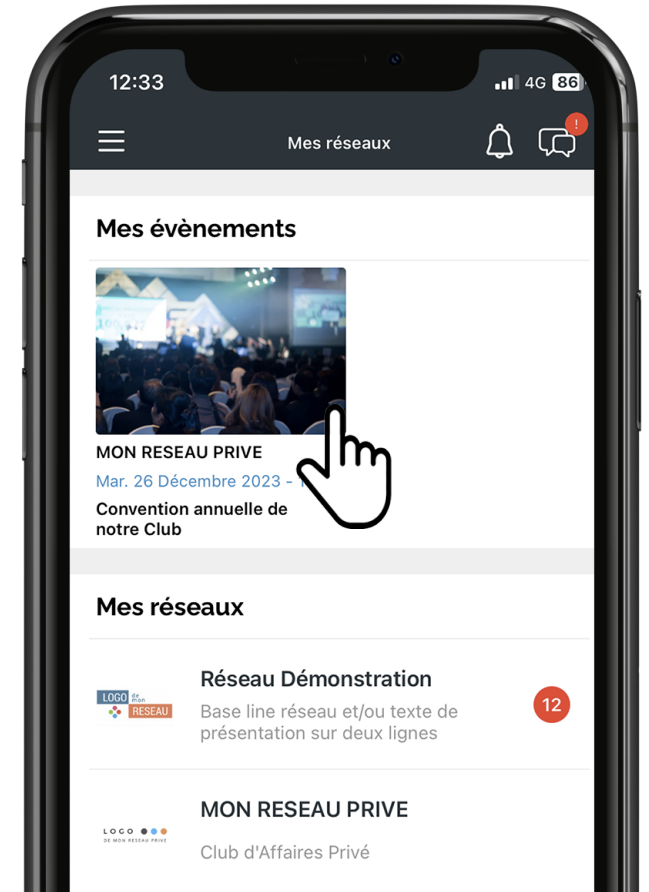 12:33
4G 86
Mes réseaux
!
Mes évènements
MON RESEAU PRIVE
Mar. 26 Décembre 2023 -
Convention annuelle de
notre Club
Mes réseaux
LOGO de
mon
RESEAU
Réseau Démonstration
Base line réseau et/ou texte de
présentation sur deux lignes
12
LOGO
DE MON RESEAU PRIVE
MON RESEAU PRIVE
Club d'Affaires Privé